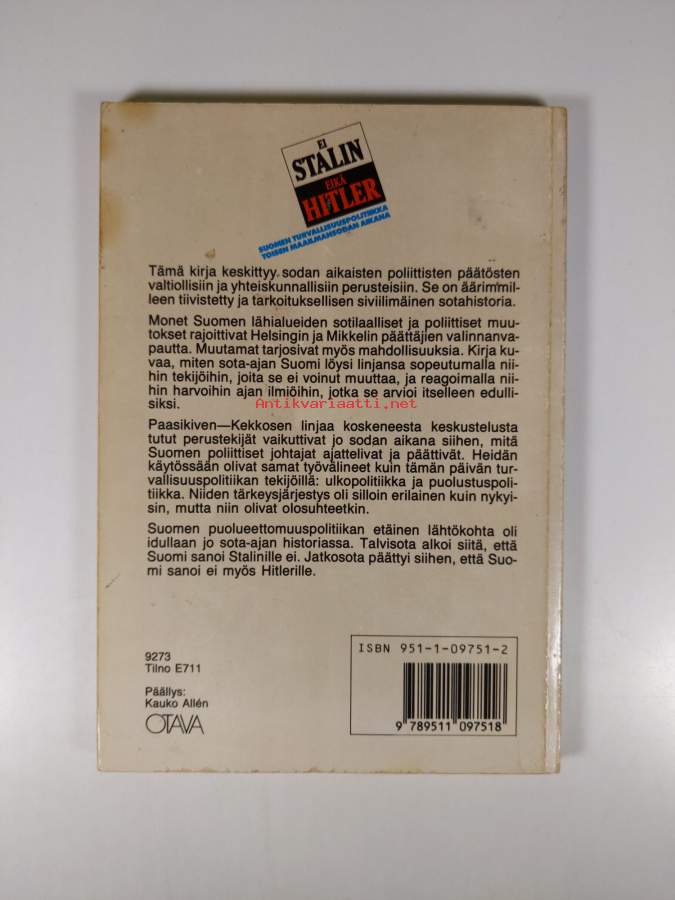 EI
STALIN
EIKÄ
HITLER
SUOMEN TURVALLISUUSPOLITIIKKA
TOISEN MAAILMANSODAN AIKANA
Tämä kirja keskittyy sodan aikaisten poliittisten päätösten
valtiollisiin ja yhteiskunnallisiin perusteisiin. Se on äärimmil-
leen tiivistetty ja tarkoituksellisen siviilimäinen sotahistoria.
Monet Suomen lähialueiden sotilaalliset ja poliittiset muu-
tokset rajoittivat Helsingin ja Mikkelin päättäjien valinnanva-
pautta. Muutamat tarjosivat myös mahdollisuuksia. Kirja ku-
vaa, miten sota-ajan Suomi löysi linjansa sopeutumalla nii-
hin tekijöihin, joita se ei voinut muuttaa, ja reagoimalla nii-
hin harvoihin ajan ilmiöihin, jotka se arvioi itselleen edulli-
siksi.
Antikvariaatti.net
Paasikiven—Kekkosen linjaa koskeneesta keskustelusta
tutut perustekijät vaikuttivat jo sodan aikana siihen, mitä
Suomen poliittiset johtajat ajattelivat ja päättivät. Heidän
käytössään olivat samat työvälineet kuin tämän päivän tur-
vallisuuspolitiikan tekijöillä: ulkopolitiikka ja puolustuspoli-
tiikka. Niiden tärkeysjärjestys oli silloin erilainen kuin nykyi-
sin, mutta niin olivat olosuhteetkin.
Suomen puolueettomuuspolitiikan etäinen lähtökohta oli
idullaan jo sota-ajan historiassa. Talvisota alkoi siitä, että
Suomi sanoi Stalinille ei. Jatkosota päättyi siihen, että Suo-
mi sanoi ei myös Hitlerille.
9273
Tilno E711
Päällys:
Kauko Allén
OTAVA
ISBN 951-1-09751-2
9 789511 097518